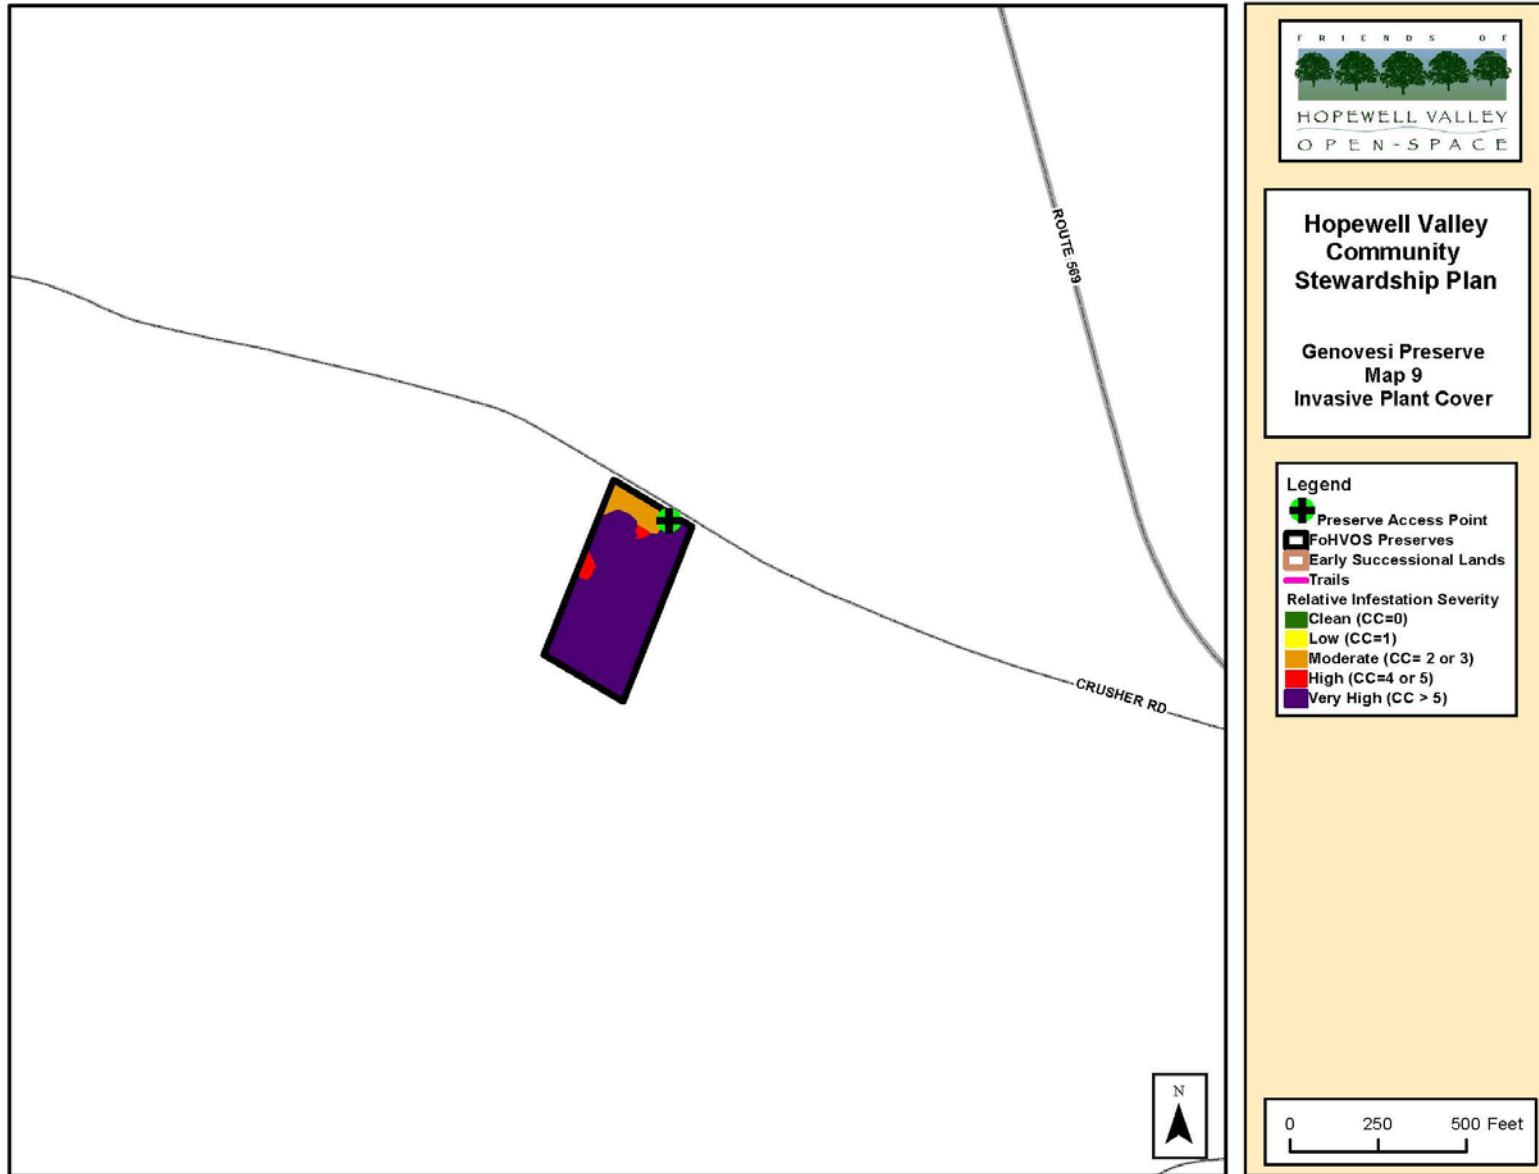 FRIENDS OF
HOPEWELL VALLEY
OPEN-SPACE
Hopewell Valley
Community
Stewardship Plan
Genovesi Preserve
Map 9
Invasive Plant Cover
Legend
Preserve Access Point
FoHVOS Preserves
Early Successional Lands
Trails
Relative Infestation Severity
Clean (CC=0)
Low (CC=1)
Moderate (CC= 2 or 3)
High (CC=4 or 5)
Very High (CC > 5)
ROUTE 569
CRUSHER RD
N
0 250 500 Feet